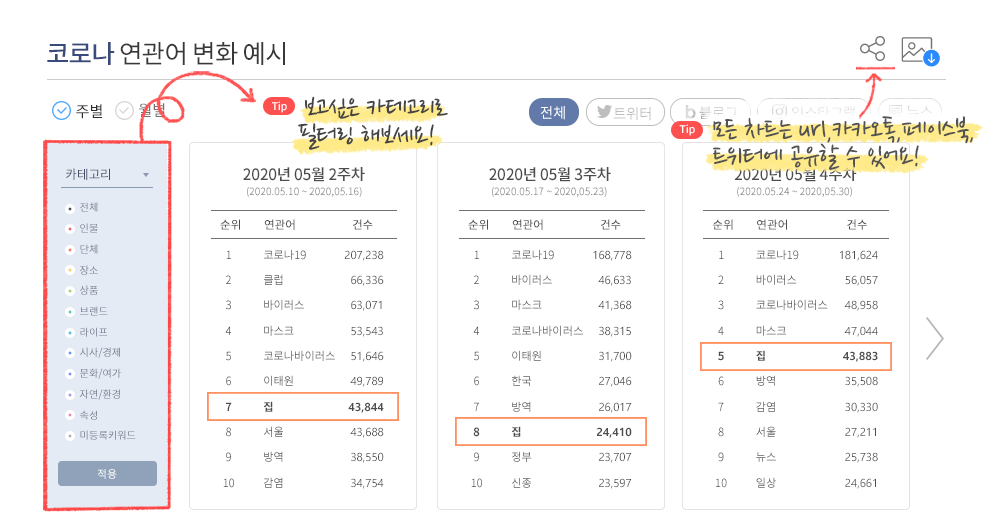 코로나 연관어 변화 예시
주별 월별
Tip 보고싶은 카테고리로
필터링 해보세요!
전체 트위터 블로그 인스타그램 뉴스
Tip 모든 차트는 url, 카카오톡, 페이스북,
트위터에 공유할 수 있어요!
카테고리
전체
인물
단체
장소
상품
브랜드
라이프
시사/경제
문화/여가
자연/환경
속성
미등록키워드
적용
2020년 05월 2주차
(2020.05.10 ~ 2020,05.16)
순위 연관어 건수
1 코로나19 207,238
2 클럽 66,336
3 바이러스 63,071
4 마스크 53,543
5 코로나바이러스 51,646
6 이태원 49,789
7 집 43,844
8 서울 43,688
9 방역 38,550
10 감염 34,754
2020년 05월 3주차
(2020.05.17 ~ 2020,05.23)
순위 연관어 건수
1 코로나19 168,778
2 바이러스 46,633
3 마스크 41,368
4 코로나바이러스 38,315
5 이태원 31,700
6 한국 27,046
7 방역 26,017
8 집 24,410
9 정부 23,707
10 신종 23,597
2020년 05월 4주차
(2020.05.24 ~ 2020,05.30)
순위 연관어 건수
1 코로나19 181,624
2 바이러스 56,057
3 코로나바이러스 48,958
4 마스크 47,044
5 집 43,883
6 방역 35,508
7 감염 30,330
8 서울 27,211
9 뉴스 25,738
10 일상 24,661